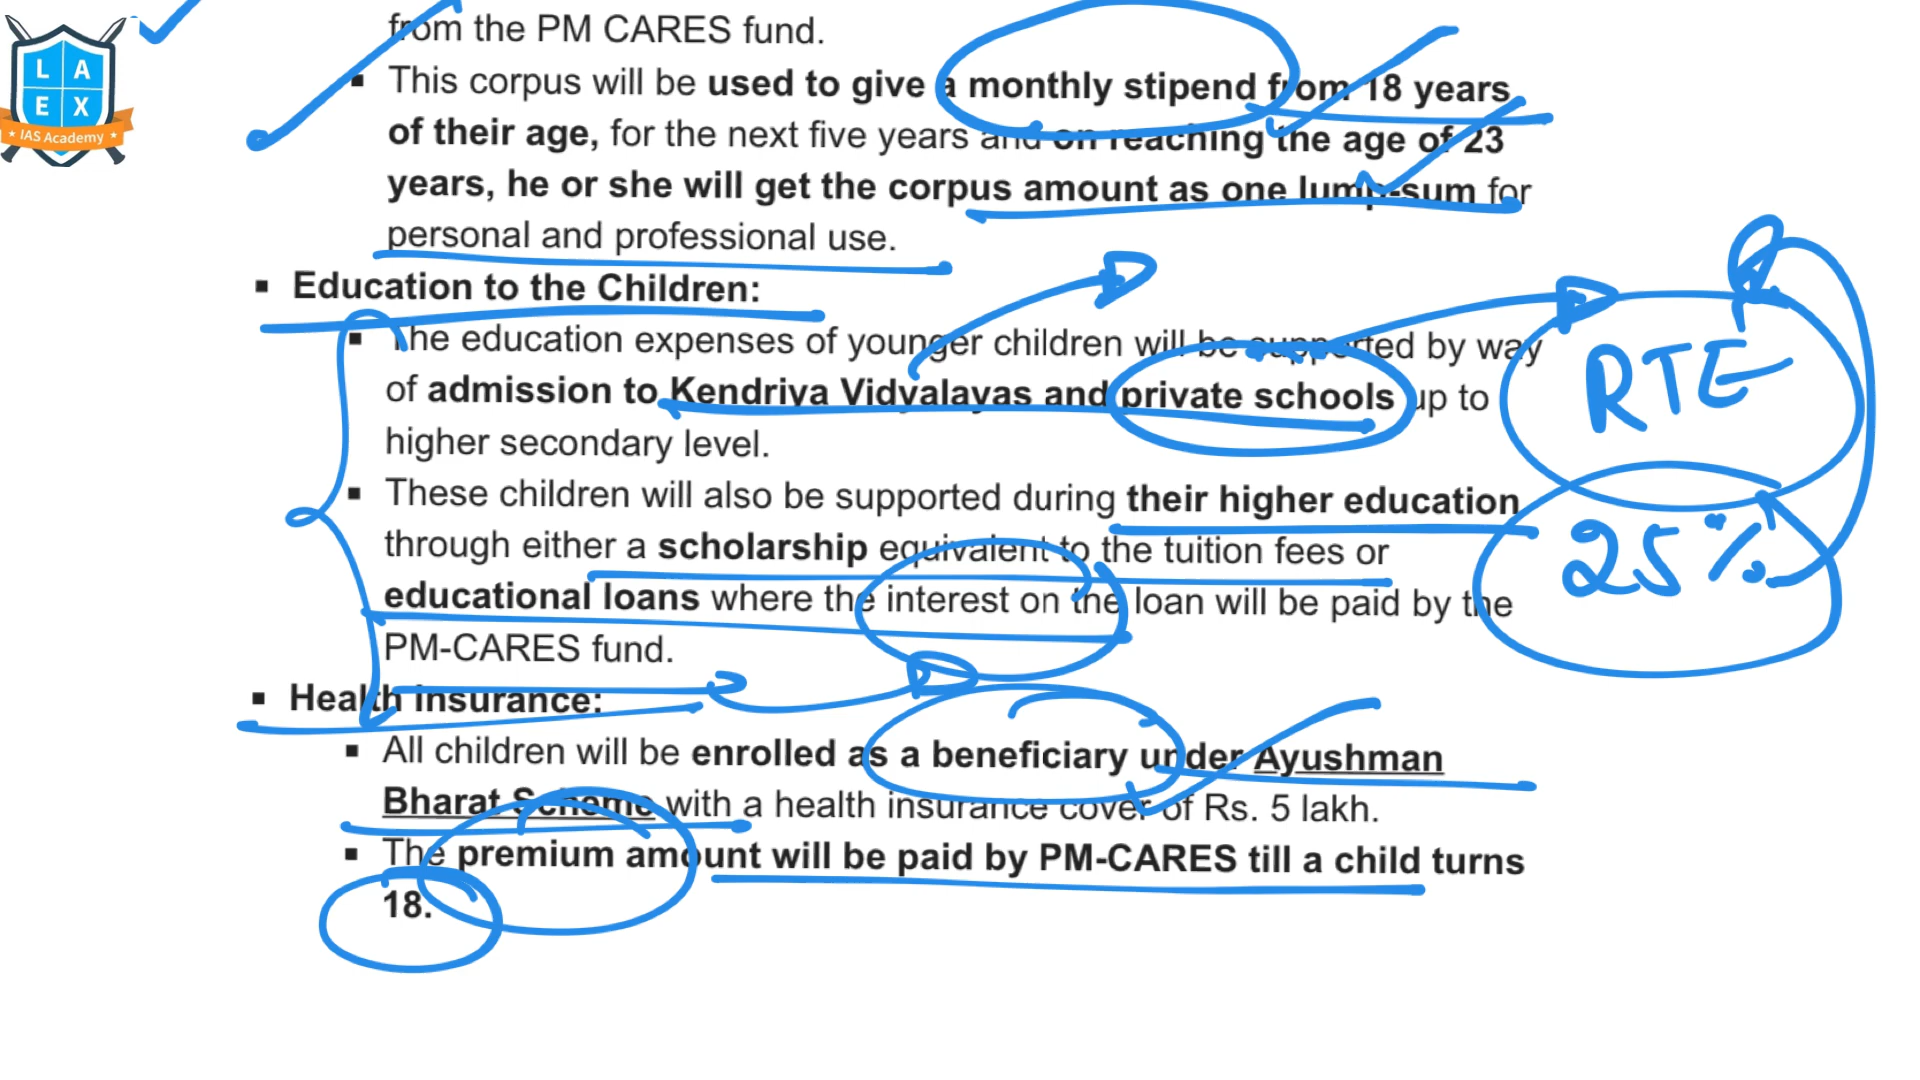 L A
E X
★ IAS Academy ★
from the PM CARES fund.
▪ This corpus will be used to give a monthly stipend from 18 years
of their age, for the next five years and on reaching the age of 23
years, he or she will get the corpus amount as one lump-sum for
personal and professional use.
▪ Education to the Children:
▪ The education expenses of younger children will be supported by way
of admission to Kendriya Vidyalayas and private schools up to
higher secondary level.
RTE
▪ These children will also be supported during their higher education
through either a scholarship equivalent to the tuition fees or
educational loans where the interest on the loan will be paid by the
PM-CARES fund.
25%
▪ Health Insurance:
▪ All children will be enrolled as a beneficiary under Ayushman
Bharat Scheme with a health insurance cover of Rs. 5 lakh.
▪ The premium amount will be paid by PM-CARES till a child turns
18.